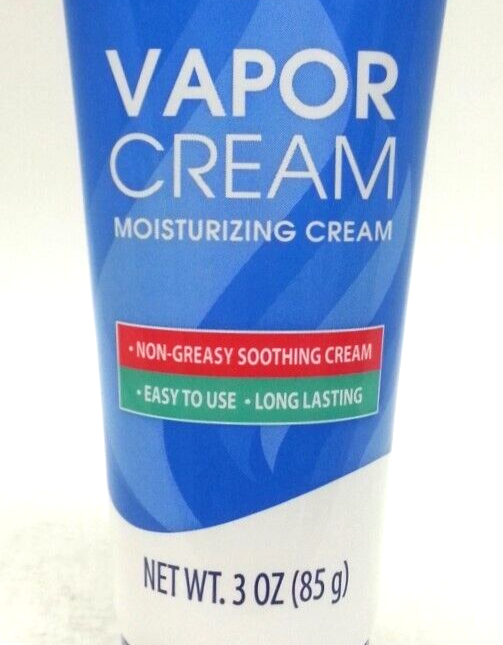 VAPOR
CREAM
MOISTURIZING CREAM
• NON-GREASY SOOTHING CREAM
• EASY TO USE • LONG LASTING
NET WT. 3 OZ (85 g)